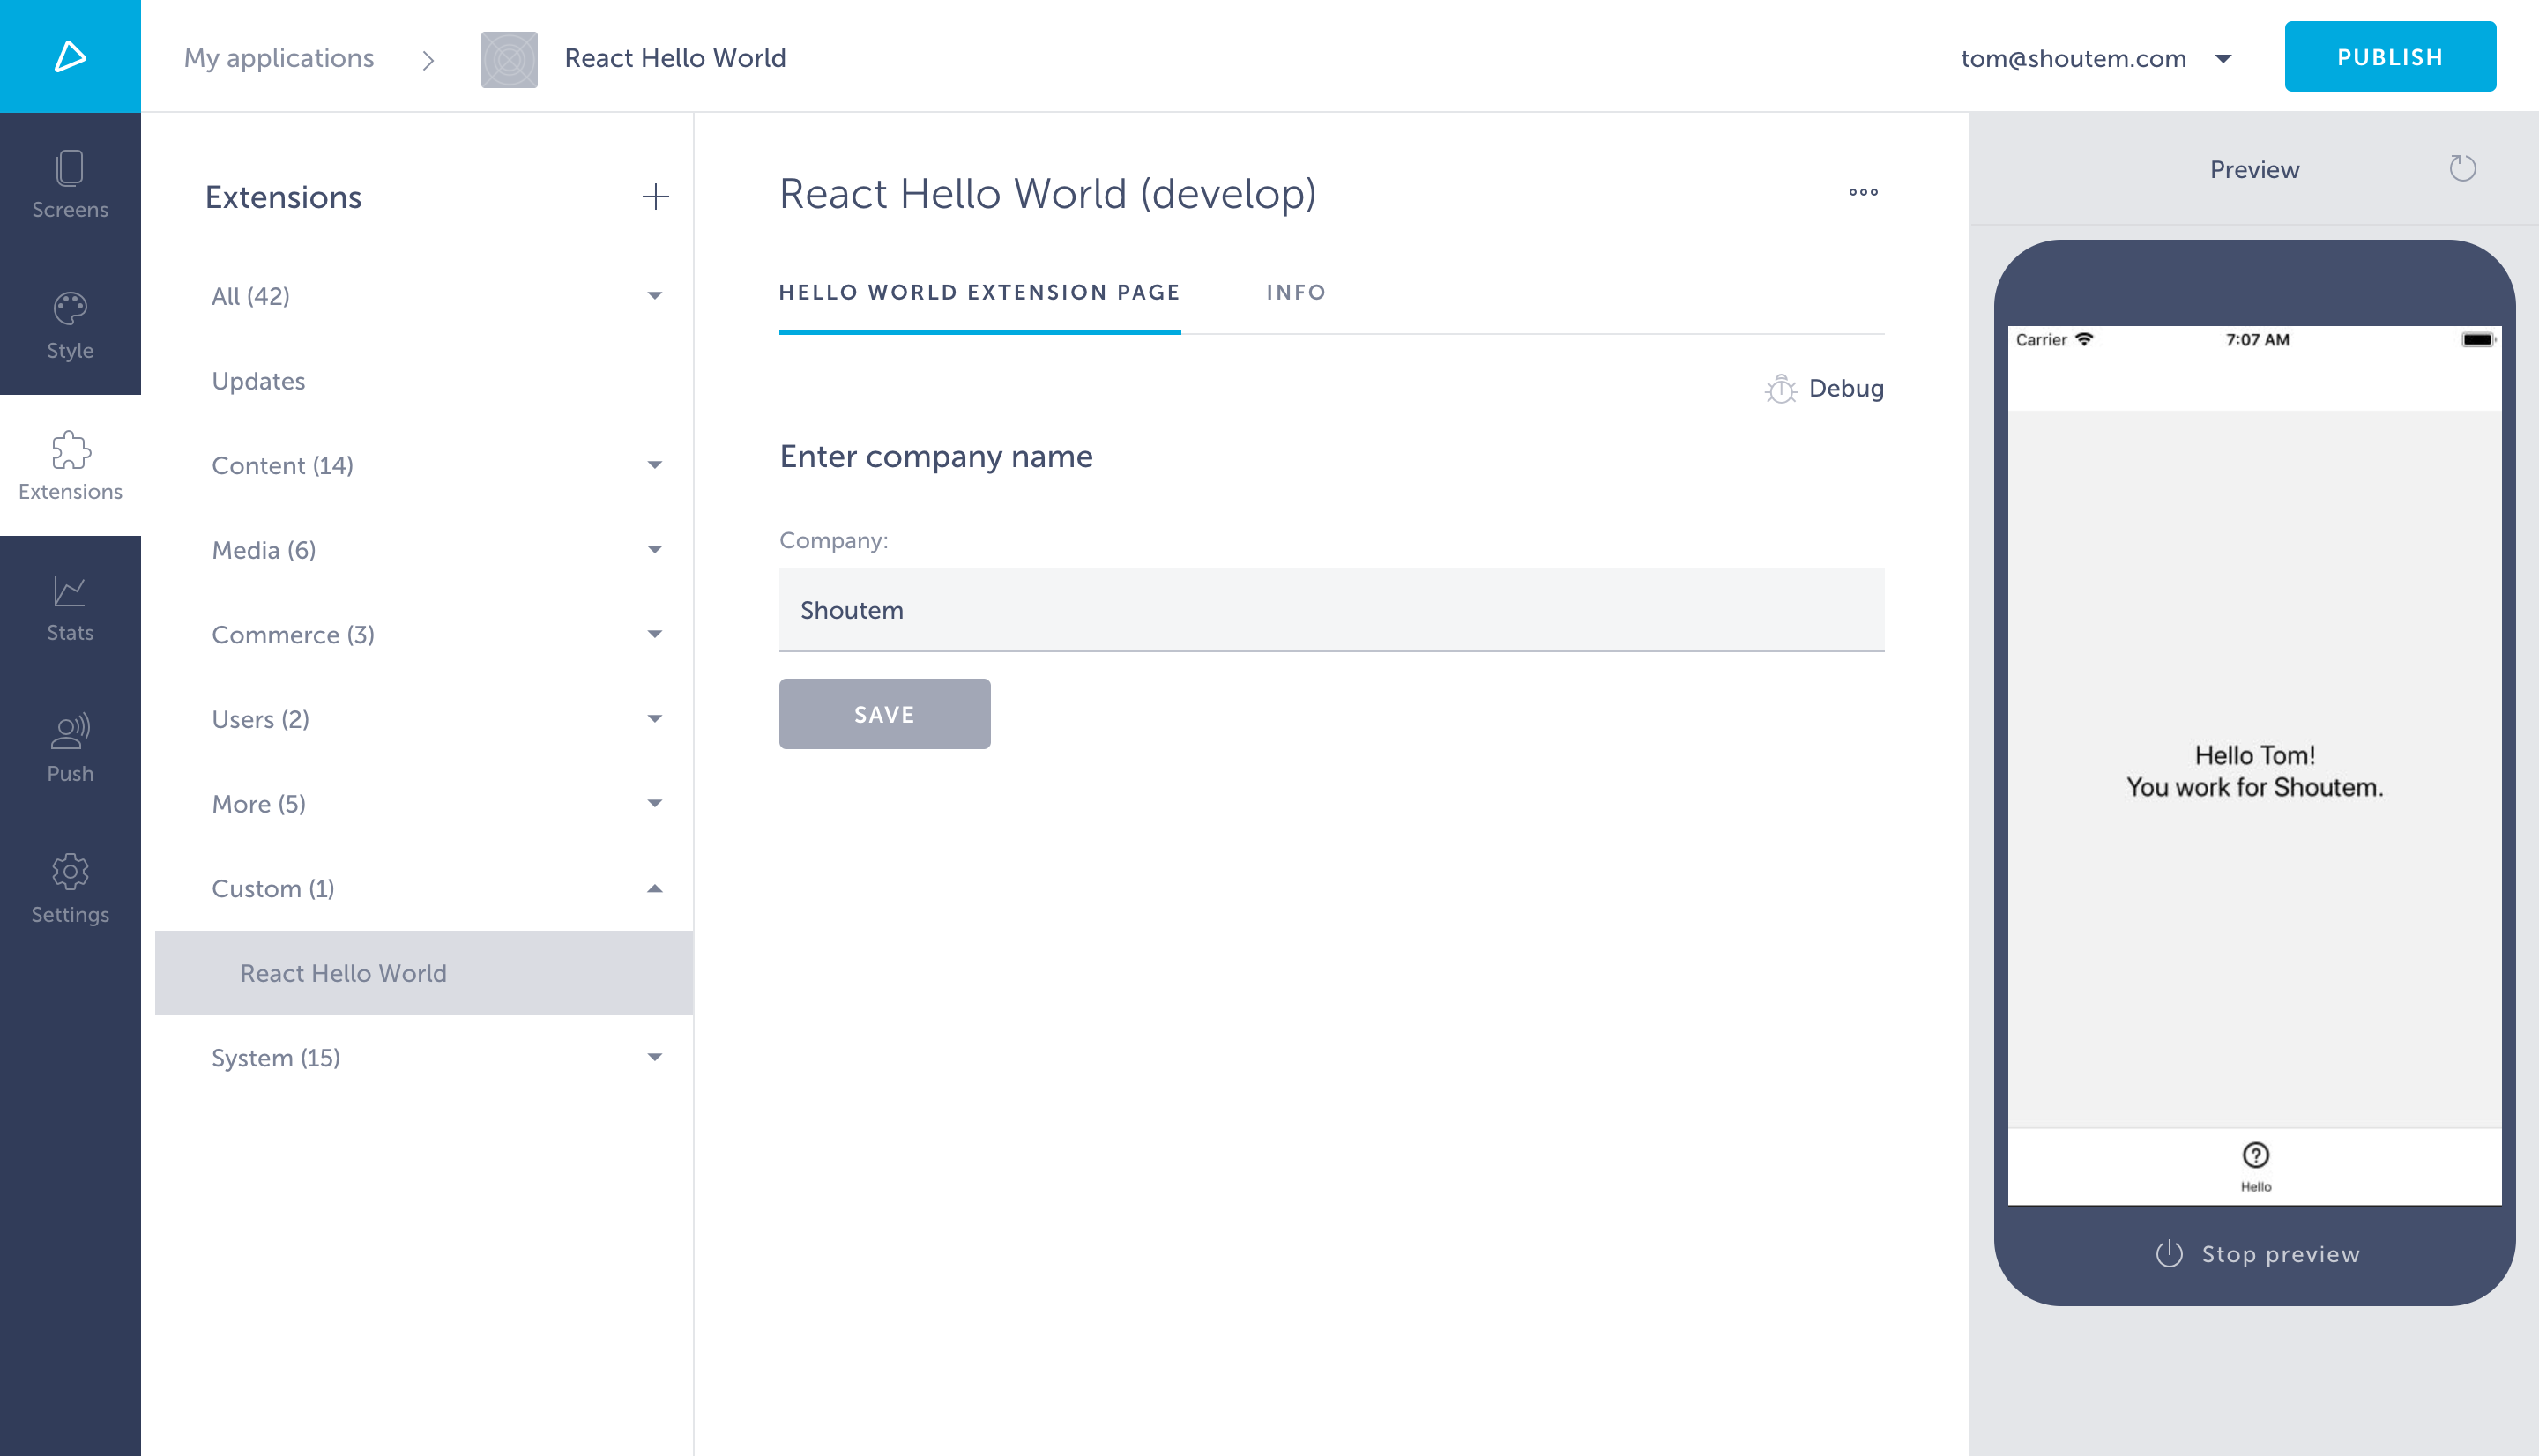 My applications
React Hello World
tom@shoutem.com
PUBLISH
Screens
Style
Extensions
Stats
Push
Settings
Extensions
All (42)
Updates
Content (14)
Media (6)
Commerce (3)
Users (2)
More (5)
Custom (1)
React Hello World
System (15)
React Hello World (develop)
HELLO WORLD EXTENSION PAGE
INFO
Debug
Enter company name
Company:
Shoutem
SAVE
Preview
Carrier
7:07 AM
Hello Tom!
You work for Shoutem.
Hello
Stop preview